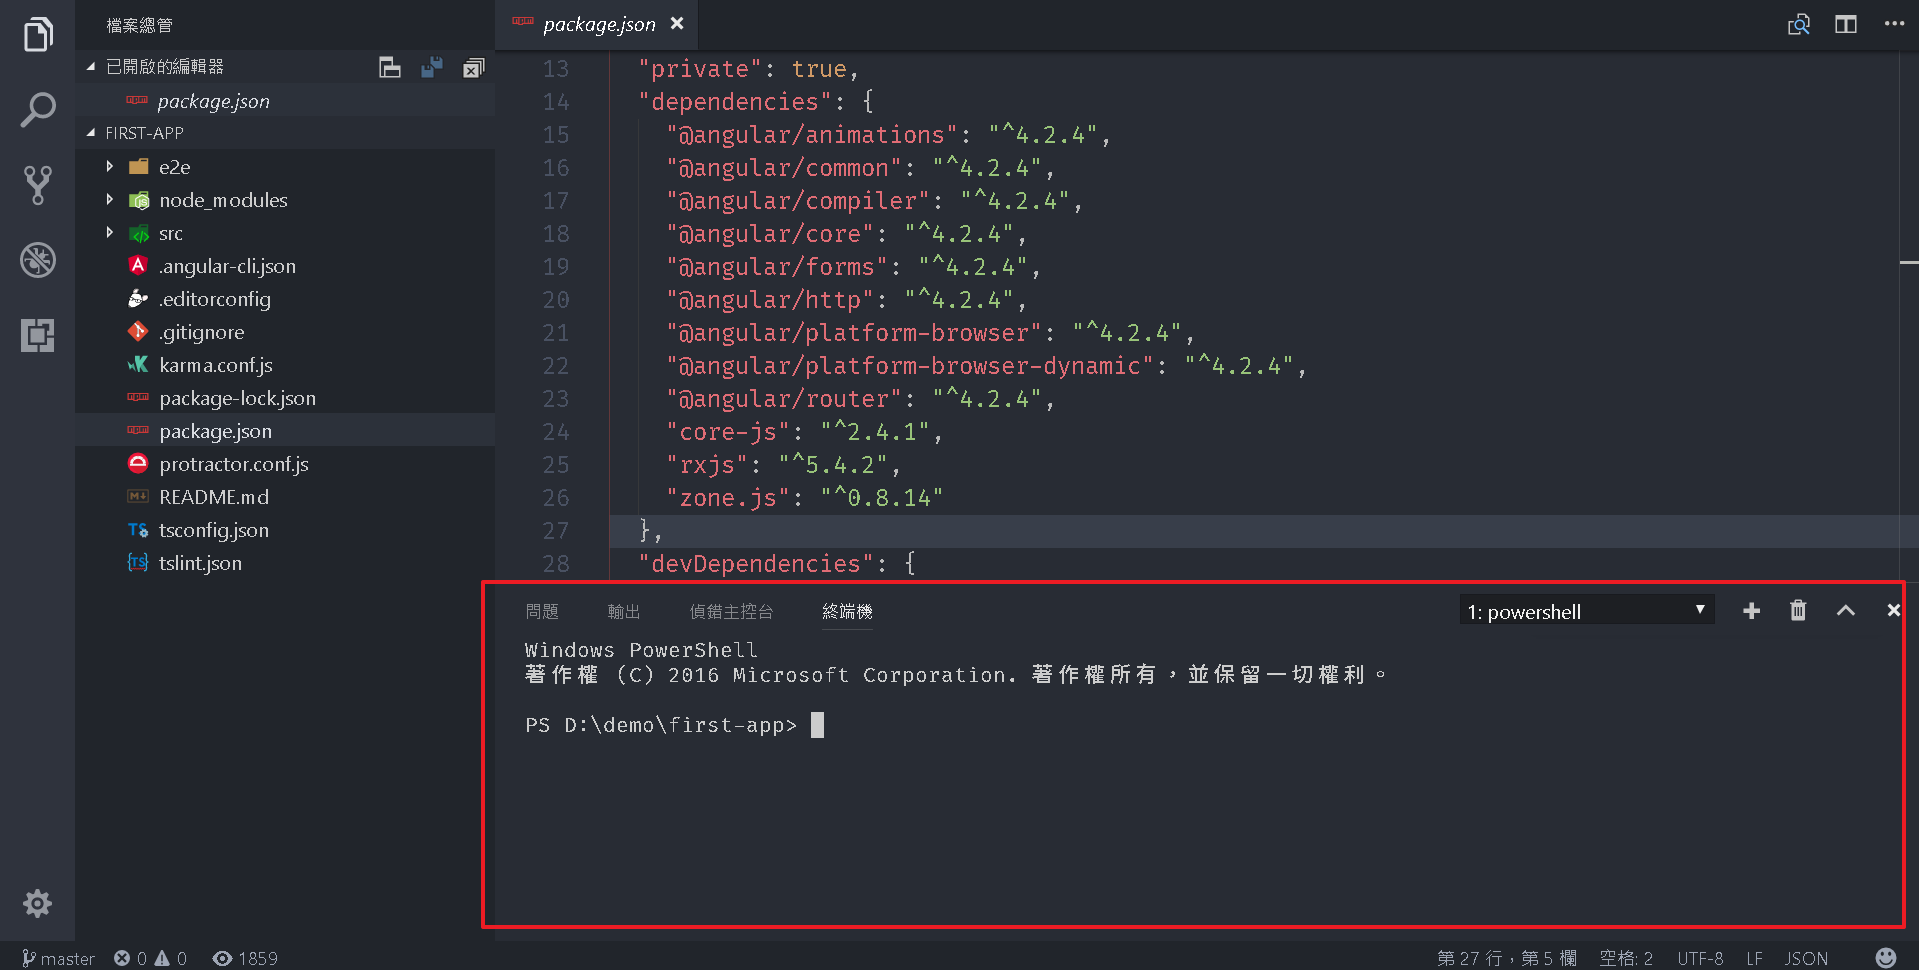 檔案總管
已開啟的編輯器
package.json
FIRST-APP
e2e
node_modules
src
.angular-cli.json
.editorconfig
.gitignore
karma.conf.js
package-lock.json
package.json
protractor.conf.js
README.md
tsconfig.json
tslint.json
package.json
13 "private": true,
14 "dependencies": {
15 "@angular/animations": "^4.2.4",
16 "@angular/common": "^4.2.4",
17 "@angular/compiler": "^4.2.4",
18 "@angular/core": "^4.2.4",
19 "@angular/forms": "^4.2.4",
20 "@angular/http": "^4.2.4",
21 "@angular/platform-browser": "^4.2.4",
22 "@angular/platform-browser-dynamic": "^4.2.4",
23 "@angular/router": "^4.2.4",
24 "core-js": "^2.4.1",
25 "rxjs": "^5.4.2",
26 "zone.js": "^0.8.14"
27 },
28 "devDependencies": {
問題 輸出 偵錯主控台 終端機 1: powershell
Windows PowerShell
著作權 (C) 2016 Microsoft Corporation. 著作權所有，並保留一切權利。
PS D:\demo\first-app>
master 0 0 1859 第 27 行，第 5 欄 空格: 2 UTF-8 LF JSON